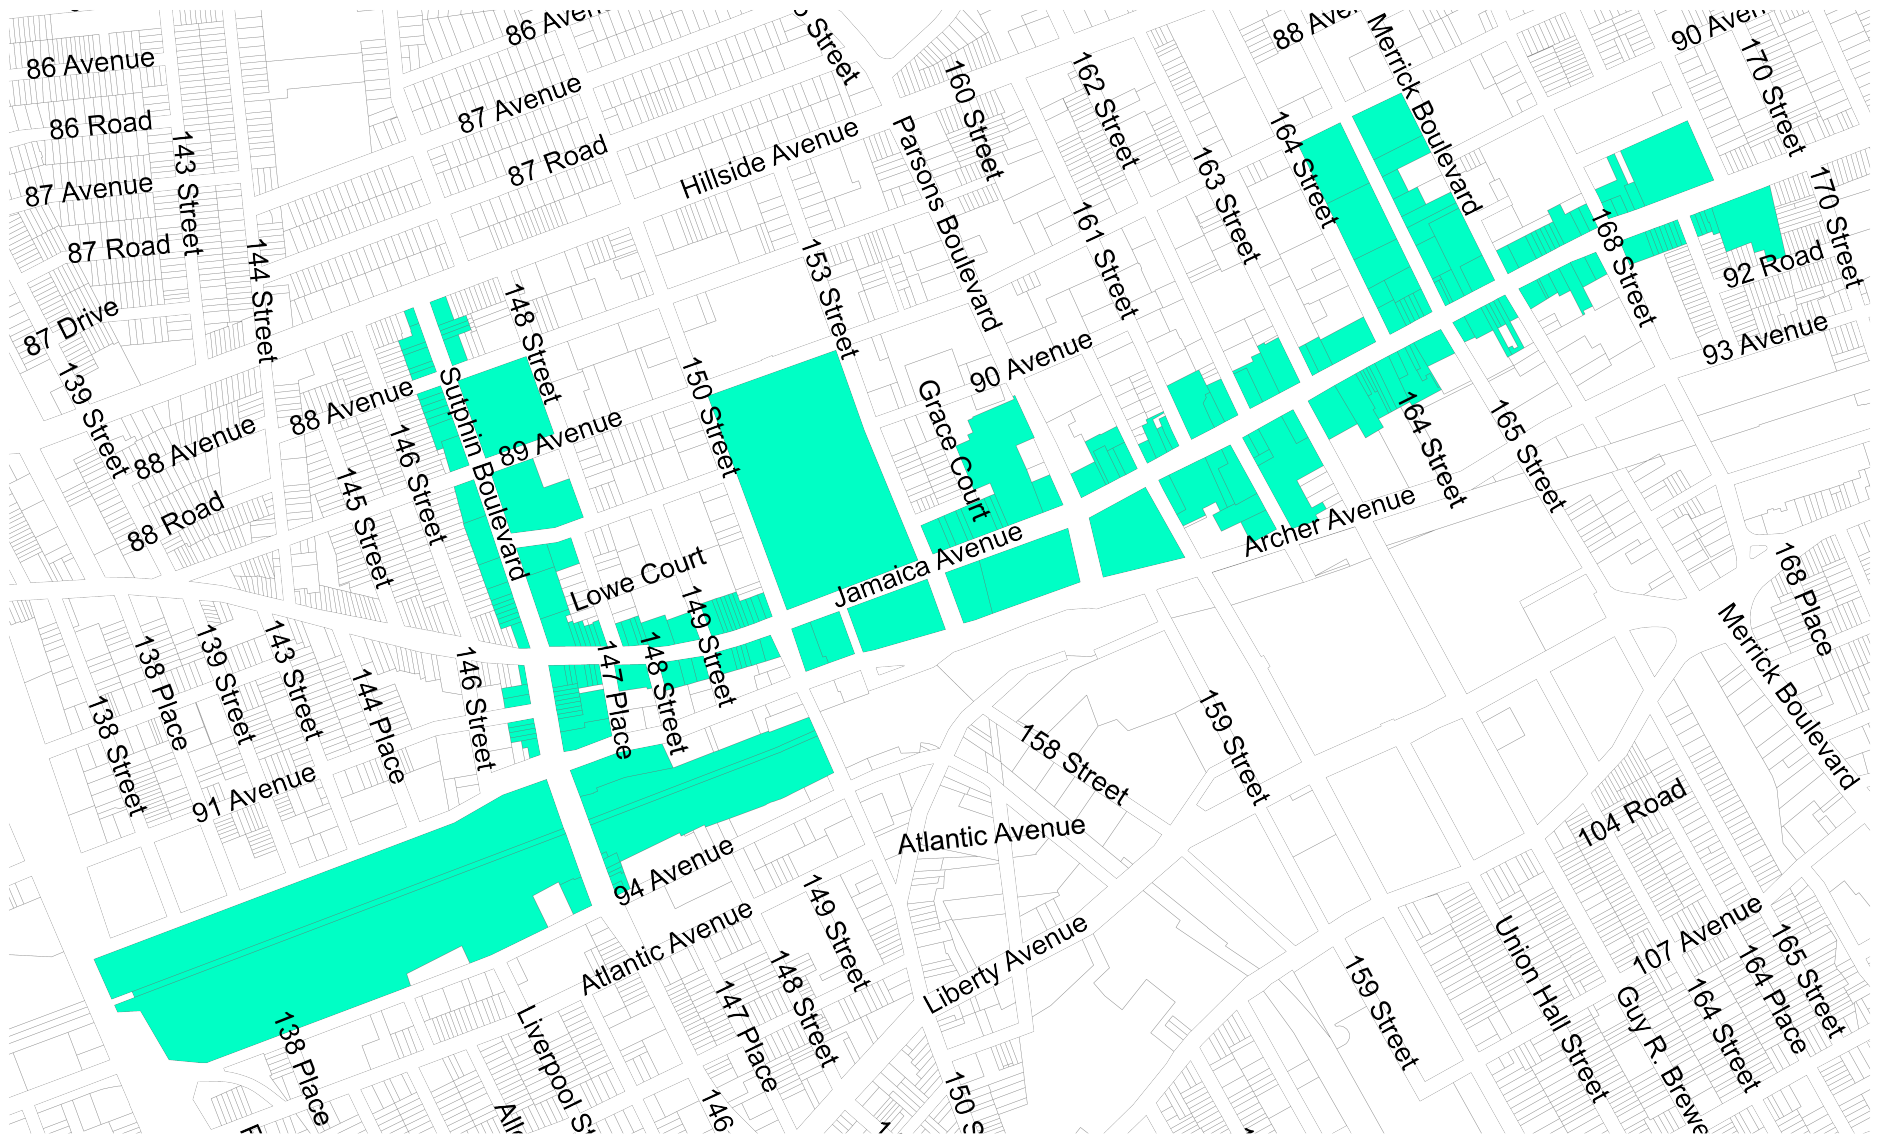 86 Avenue
86 Road
87 Avenue
87 Road
87 Drive
143 Street
144 Street
139 Street
87 Avenue
87 Road
Hillside Avenue
Street
Parsons Boulevard
160 Street
162 Street
88
Merrick Boulevard
90
170 Street
164 Street
163 Street
161 Street
153 Street
148 Street
168 Street
170 Street
92 Road
93 Avenue
88 Avenue
88 Avenue
88 Road
145 Street
146 Street
Sutphin Boulevard
89 Avenue
150 Street
Grace Court
90 Avenue
164 Street
165 Street
Archer Avenue
Jamaica Avenue
Lowe Court
149 Street
148 Street
147 Place
146 Street
138 Street
138 Place
139 Street
143 Street
144 Place
91 Avenue
168 Place
Merrick Boulevard
159 Street
158 Street
Atlantic Avenue
94 Avenue
Atlantic Avenue
Liberty Avenue
149 Street
148 Street
147 Place
138 Place
Liverpool
104 Road
107 Avenue
165 Street
164 Place
164 Street
Guy R.
Union Hall Street
159 Street
150
146